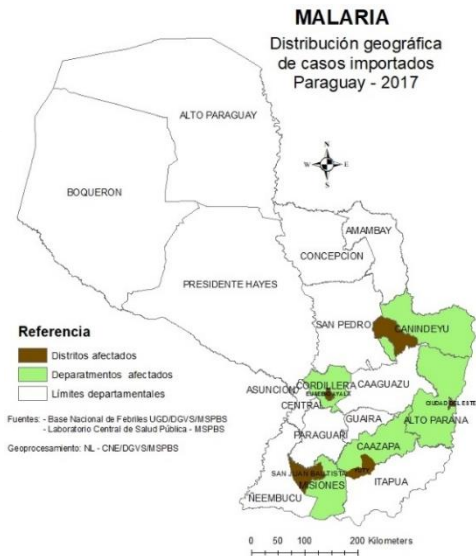 MALARIA
Distribución geográfica
de casos importados
Paraguay - 2017
ALTO PARAGUAY
W E
BOQUERON
AMAMBAY
CONCEPCION
PRESIDENTE HAYES
SAN PEDRO
CANINDEYU
Referencia
Distritos afectados
Deparatmentos afectados
Límites departamentales
ASUNCION
CORDILLERA
CAAGUAZU
CENTRAL
CIUDAD DEL ESTE
ALTO PARANA
PARAGUARI
GUAIRA
CAAZAPA
Fuentes: - Base Nacional de Febriles UGD/DGVS/MSPBS
- Laboratorio Central de Salud Pública - MSPBS
Geoprocesamiento: NL - CNE/DGVS/MSPBS
SAN JUAN BAUTISTA
MISIONES
ITAPUA
ÑEEMBUCU
0 50 100 200 Kilometers